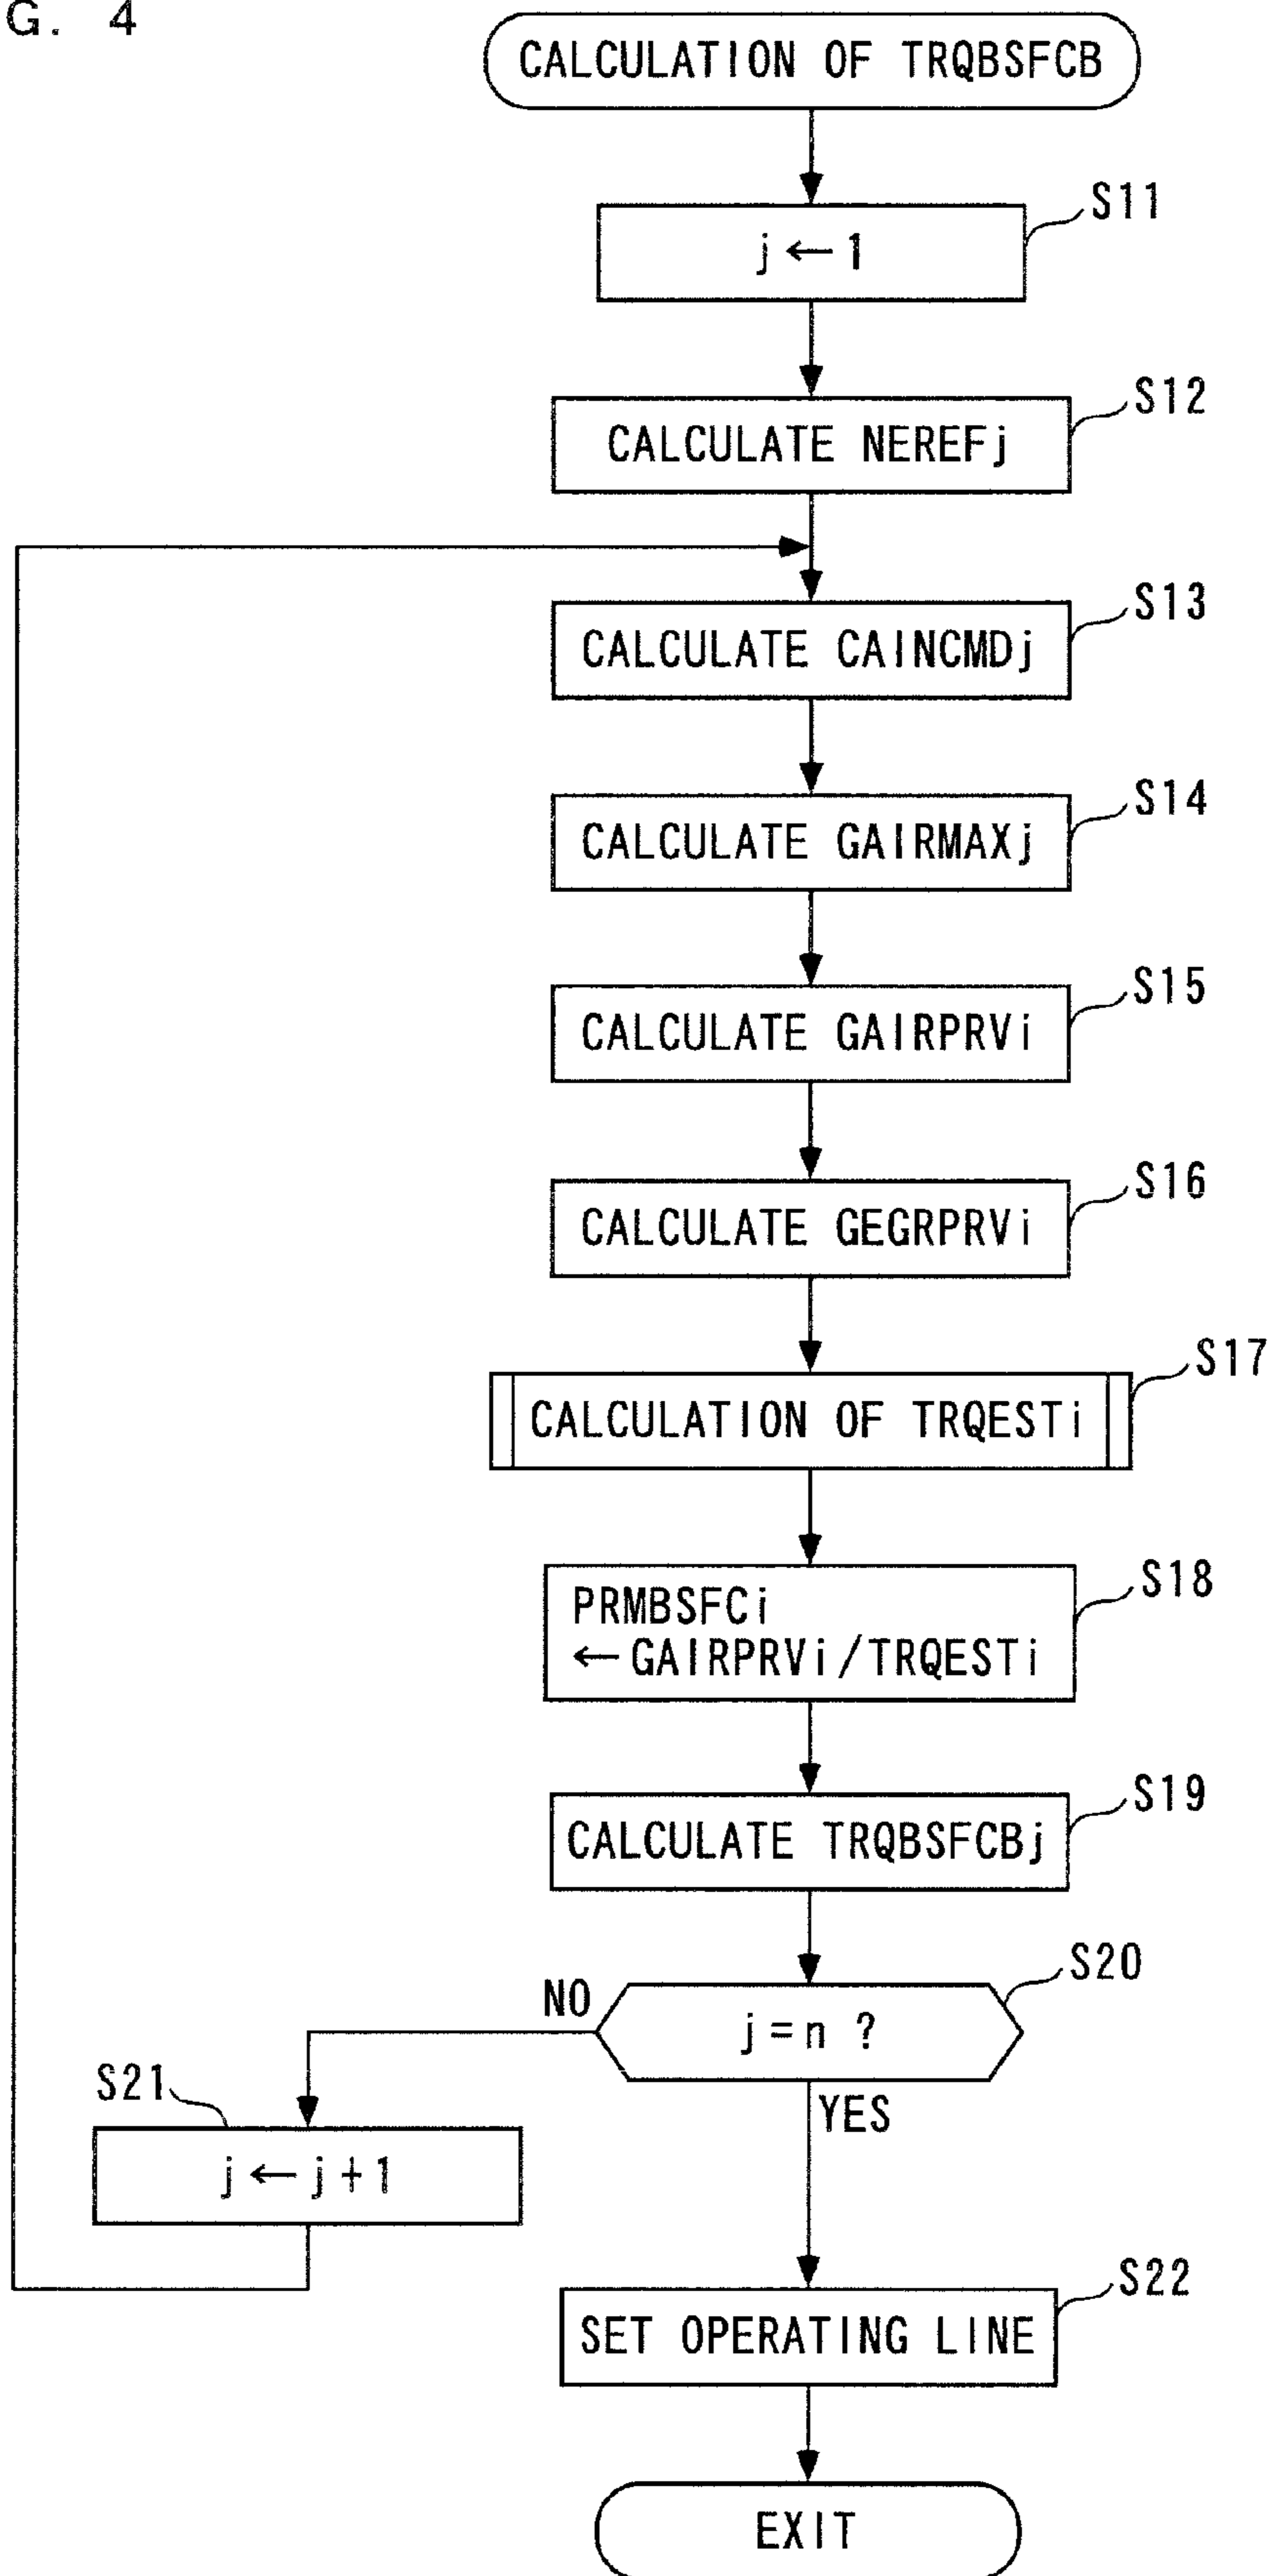 G. 4
CALCULATION OF TRQBSFCB
S11
j ← 1
S12
CALCULATE NEREFj
S13
CALCULATE CAINCMDj
S14
CALCULATE GAIRMAXj
S15
CALCULATE GAIRPRVi
S16
CALCULATE GEGRPRVi
S17
CALCULATION OF TRQESTi
S18
PRMBSFCi
← GAIRPRVi/TRQESTi
S19
CALCULATE TRQBSFCBj
S20
NO
j=n ?
S21
YES
j ← j+1
S22
SET OPERATING LINE
EXIT